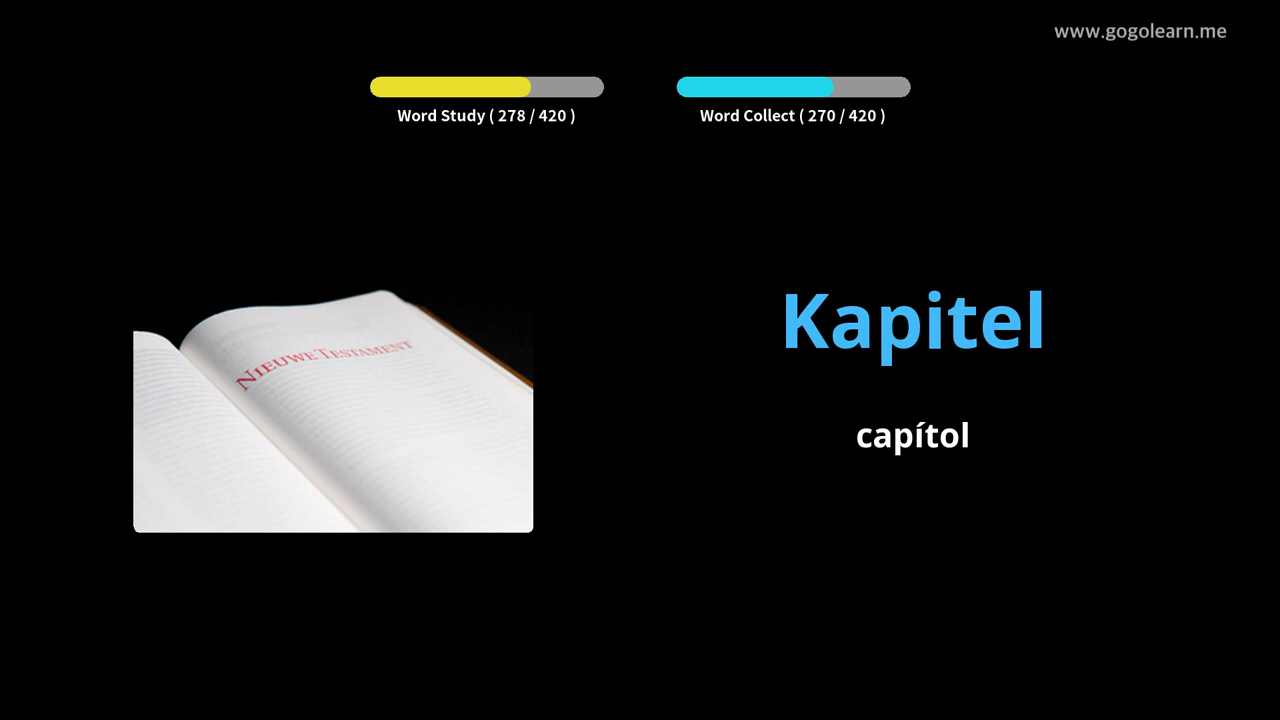 www.gogolearn.me
Word Study ( 278 / 420 )
Word Collect ( 270 / 420 )
NIEUWE TESTAMENT
Kapitel
capítol